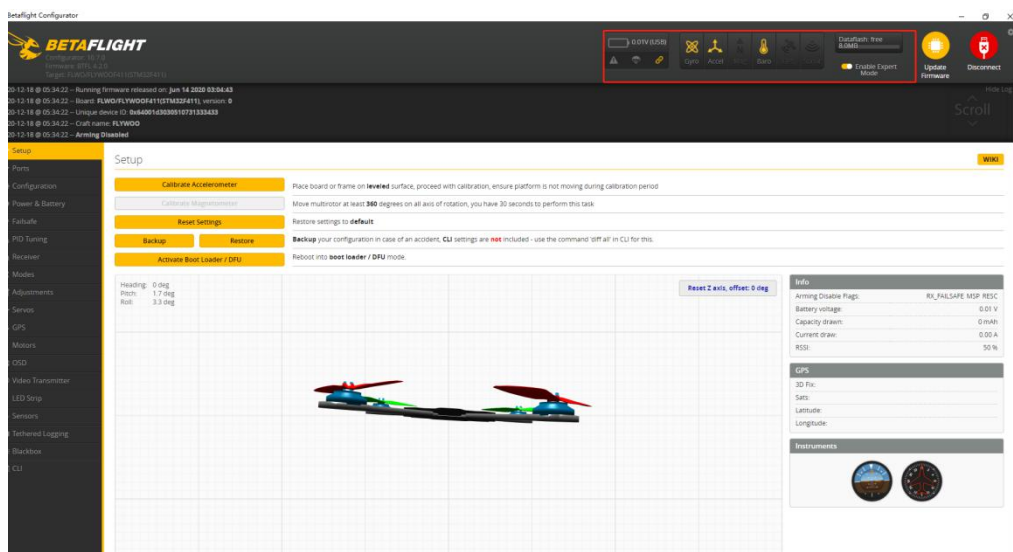 Betaflight Configurator
BETAFLIGHT
Configurator: 10.7.0
Firmware: BTFL 4.2.0
Target: FLWO/FLYWOOF411(STM32F411)
0.01V (USB)
Gyro
Accel
Baro
Dataflash: free
8.0MB
Enable Expert
Mode
Update
Firmware
Disconnect
20-12-18 @ 05:34:22 -- Running firmware released on: Jun 14 2020 03:04:43
20-12-18 @ 05:34:22 -- Board: FLWO/FLYWOOF411(STM32F411), version: 0
20-12-18 @ 05:34:22 -- Unique device ID: 0x64001d3030510731333433
20-12-18 @ 05:34:22 -- Craft name: FLYWOO
20-12-18 @ 05:34:22 -- Arming Disabled
Hide Log
Scroll
Setup
Ports
Configuration
Power & Battery
Failsafe
PID Tuning
Receiver
Modes
Adjustments
Servos
GPS
Motors
OSD
Video Transmitter
LED Strip
Sensors
Tethered Logging
Blackbox
CLI
Setup
WIKI
Calibrate Accelerometer
Place board or frame on leveled surface, proceed with calibration, ensure platform is not moving during calibration period
Calibrate Magnetometer
Move multirotor at least 360 degrees on all axis of rotation, you have 30 seconds to perform this task
Reset Settings
Restore settings to default.
Backup
Restore
Backup your configuration in case of an accident, CLI settings are not included - use the command 'diff all' in CLI for this.
Activate Boot Loader / DFU
Reboot into boot loader / DFU mode.
Heading: 0 deg
Pitch: 1.7 deg
Roll: 3.3 deg
Reset Z axis, offset: 0 deg
Info
Arming Disable Flags: RX_FAILSAFE MSP RESC
Battery voltage: 0.01 V
Capacity drawn: 0 mAh
Current draw: 0.00 A
RSSI: 50 %
GPS
3D Fix:
Sats:
Latitude:
Longitude:
Instruments